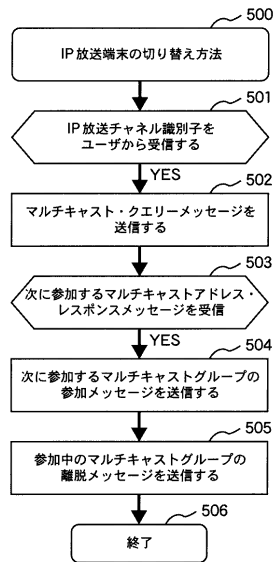 500
IP放送端末の切り替え方法
501
IP放送チャネル識別子を
ユーザから受信する
YES
502
マルチキャスト・クエリーメッセージを
送信する
503
次に参加するマルチキャストアドレス・
レスポンスメッセージを受信
YES
504
次に参加するマルチキャストグループの
参加メッセージを送信する
505
参加中のマルチキャストグループの
離脱メッセージを送信する
506
終了